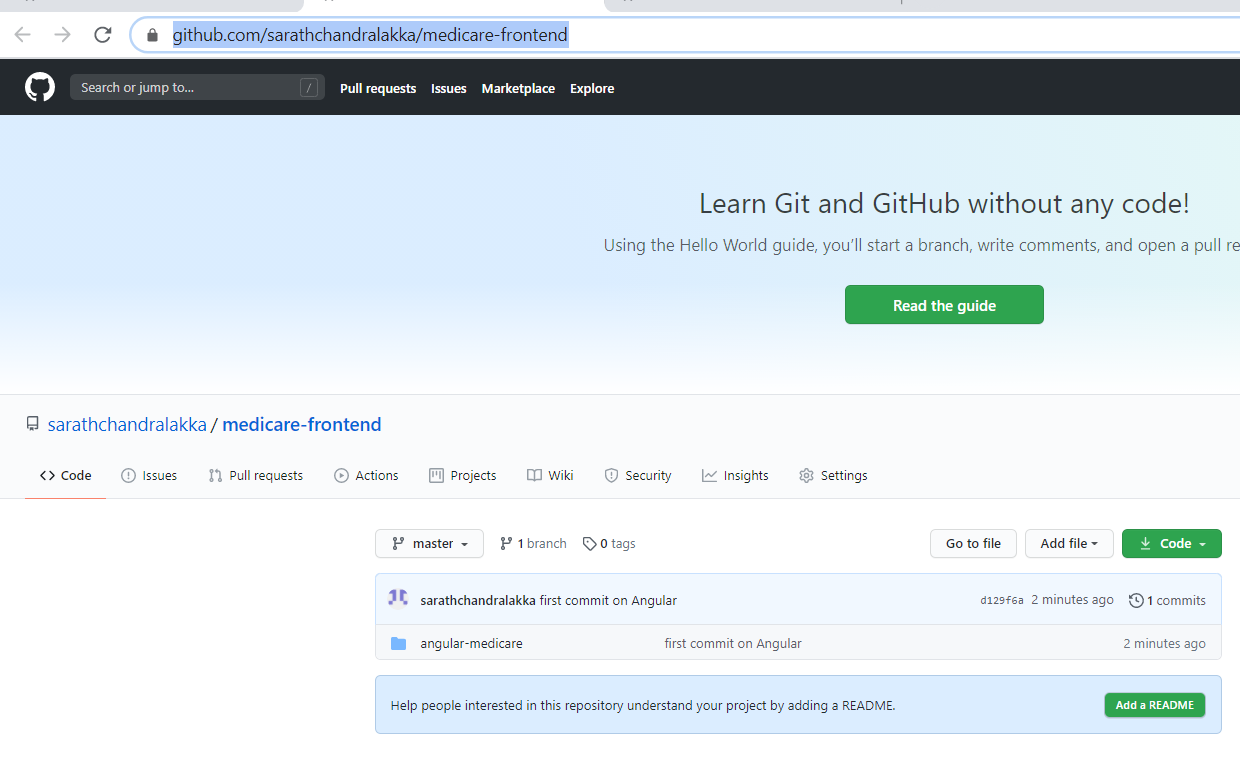 github.com/sarathchandralakka/medicare-frontend
Search or jump to... /
Pull requests Issues Marketplace Explore
Learn Git and GitHub without any code!
Using the Hello World guide, you’ll start a branch, write comments, and open a pull re
Read the guide
sarathchandralakka / medicare-frontend
Code Issues Pull requests Actions Projects Wiki Security Insights Settings
master 1 branch 0 tags Go to file Add file Code
sarathchandralakka first commit on Angular d129f6a 2 minutes ago 1 commits
angular-medicare first commit on Angular 2 minutes ago
Help people interested in this repository understand your project by adding a README. Add a README